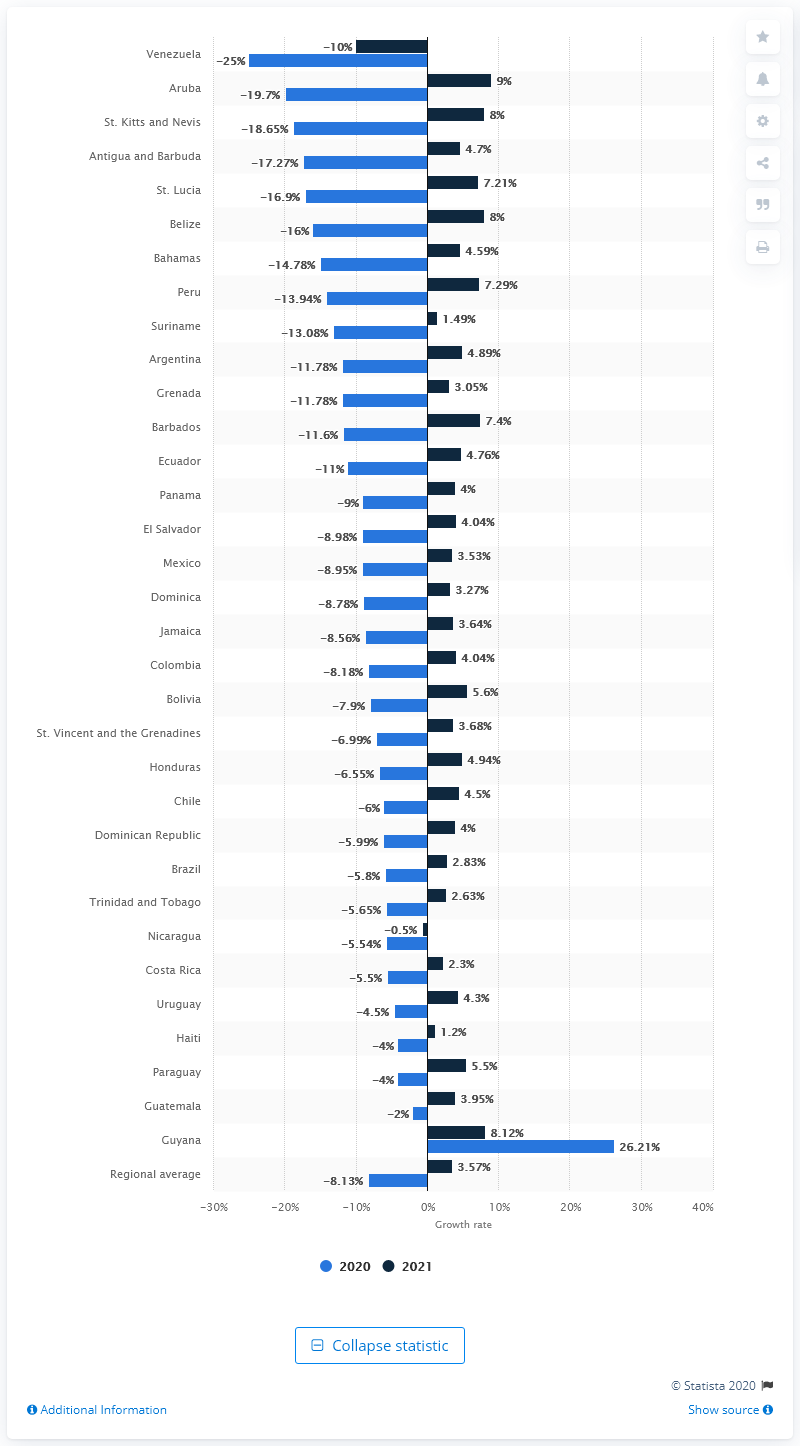 Venezuela
-10%
-25%
Aruba
9%
-19.7%
St. Kitts and Nevis
8%
-18.65%
Antigua and Barbuda
4.7%
-17.27%
St. Lucia
7.21%
-16.9%
Belize
8%
-16%
Bahamas
4.59%
-14.78%
Peru
7.29%
-13.94%
Suriname
1.49%
-13.08%
Argentina
4.89%
-11.78%
Grenada
3.05%
-11.78%
Barbados
7.4%
-11.6%
Ecuador
4.76%
-11%
Panama
4%
-9%
El Salvador
4.04%
-8.98%
Mexico
3.53%
-8.95%
Dominica
3.27%
-8.78%
Jamaica
3.64%
-8.56%
Colombia
4.04%
-8.18%
Bolivia
5.6%
-7.9%
St. Vincent and the Grenadines
3.68%
-6.99%
Honduras
4.94%
-6.55%
Chile
4.5%
-6%
Dominican Republic
4%
-5.99%
Brazil
2.83%
-5.8%
Trinidad and Tobago
2.63%
-5.65%
Nicaragua
-0.5%
-5.54%
Costa Rica
2.3%
-5.5%
Uruguay
4.3%
-4.5%
Haiti
1.2%
-4%
Paraguay
5.5%
-4%
Guatemala
3.95%
-2%
Guyana
8.12%
26.21%
Regional average
3.57%
-8.13%
-30% -20% -10% 0% 10% 20% 30% 40%
Growth rate
2020 2021
Collapse statistic
© Statista 2020
Additional Information
Show source